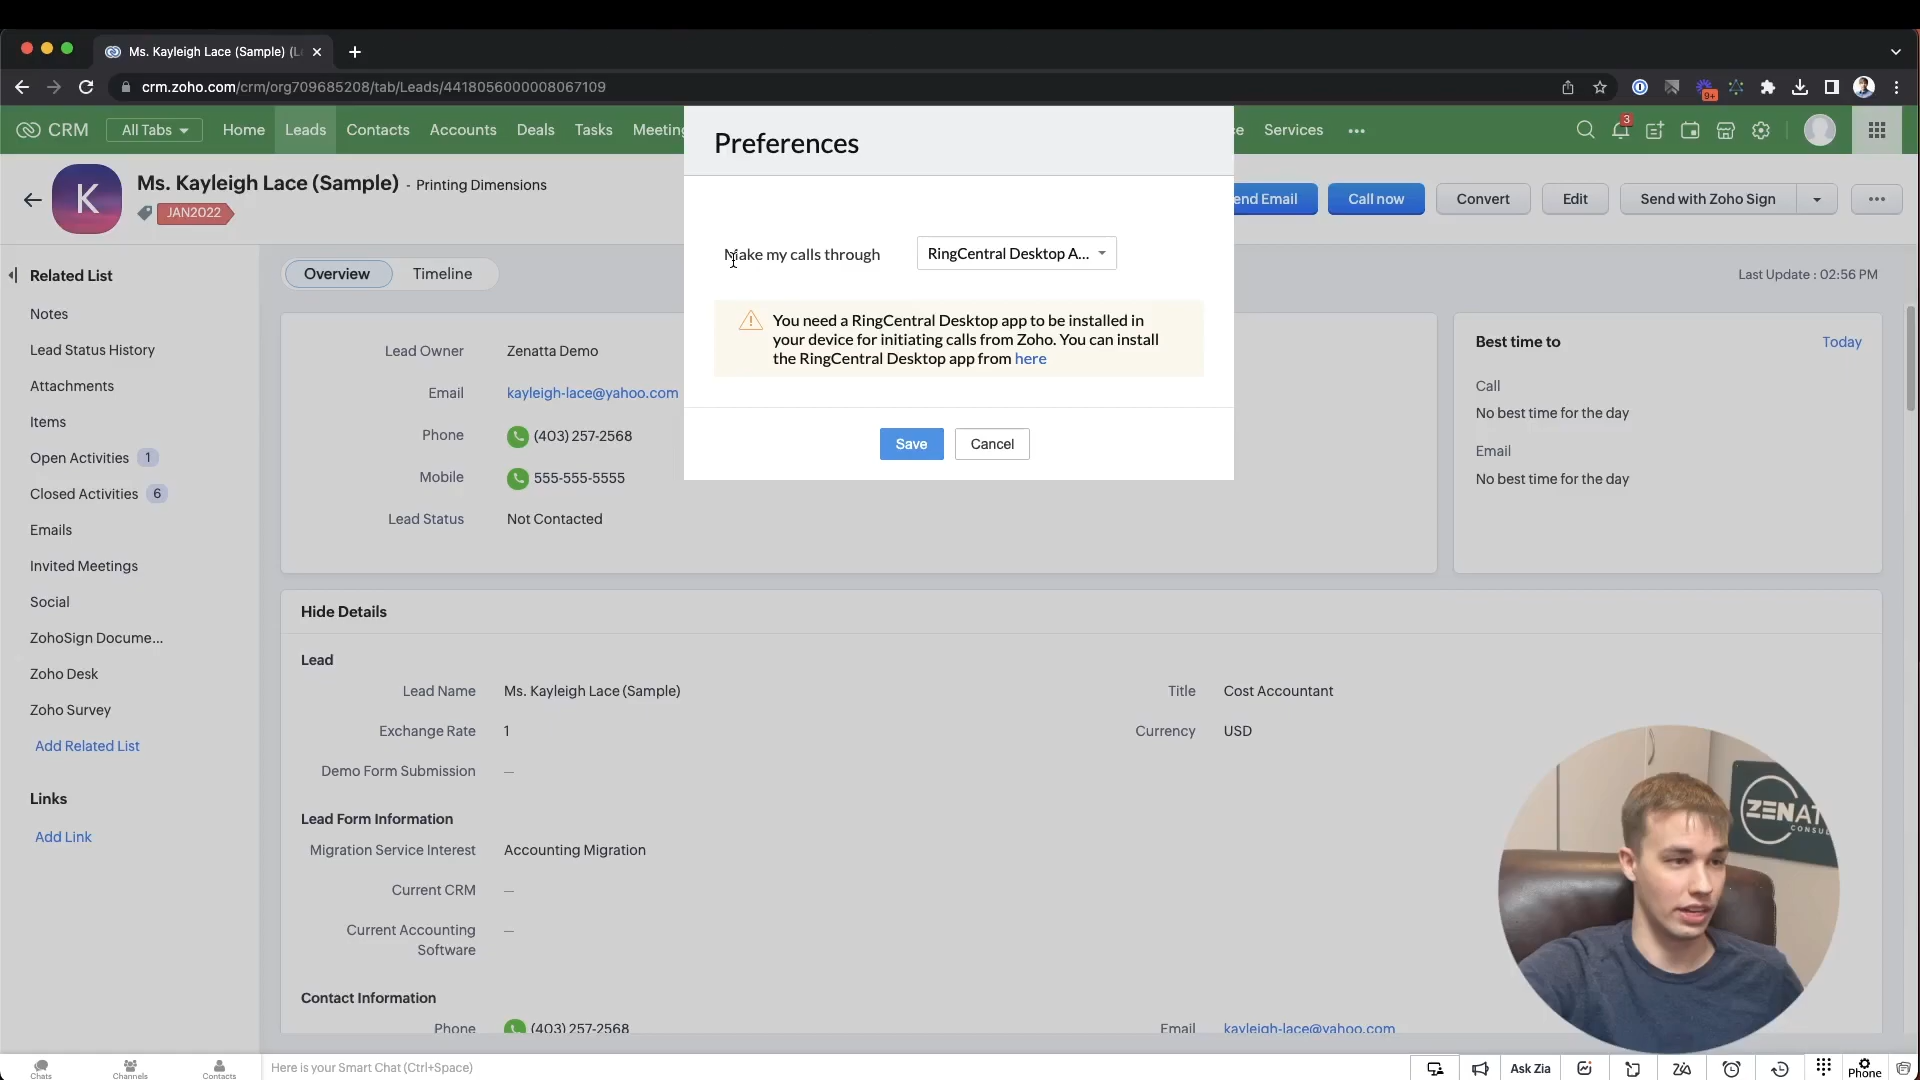 Ms. Kayleigh Lace (Sample) (L
crm.zoho.com/crm/org709685208/tab/Leads/4418056000008067109
9+
CRM
All Tabs
Home
Leads
Contacts
Accounts
Deals
Tasks
Meeting
ce
Services
3
Preferences
K
Ms. Kayleigh Lace (Sample) - Printing Dimensions
JAN2022
end Email
Call now
Convert
Edit
Send with Zoho Sign
Related List
Notes
Lead Status History
Attachments
Items
Open Activities 1
Closed Activities 6
Emails
Invited Meetings
Social
ZohoSign Docume...
Zoho Desk
Zoho Survey
Add Related List
Links
Add Link
Overview
Timeline
Last Update : 02:56 PM
Make my calls through
RingCentral Desktop A...
You need a RingCentral Desktop app to be installed in
your device for initiating calls from Zoho. You can install
the RingCentral Desktop app from here
Save
Cancel
Lead Owner Zenatta Demo
Email kayleigh-lace@yahoo.com
Phone (403) 257-2568
Mobile 555-555-5555
Lead Status Not Contacted
Best time to
Today
Call
No best time for the day
Email
No best time for the day
Hide Details
Lead
Lead Name Ms. Kayleigh Lace (Sample)
Title Cost Accountant
Exchange Rate 1
Currency USD
Demo Form Submission —
Lead Form Information
Migration Service Interest Accounting Migration
Current CRM —
Current Accounting
Software
—
Contact Information
Phone (403) 257-2568
Email kayleigh-lace@yahoo.com
ZENAT
CONSU
Chats
Channels
Contacts
Here is your Smart Chat (Ctrl+Space)
Ask Zia
Phone